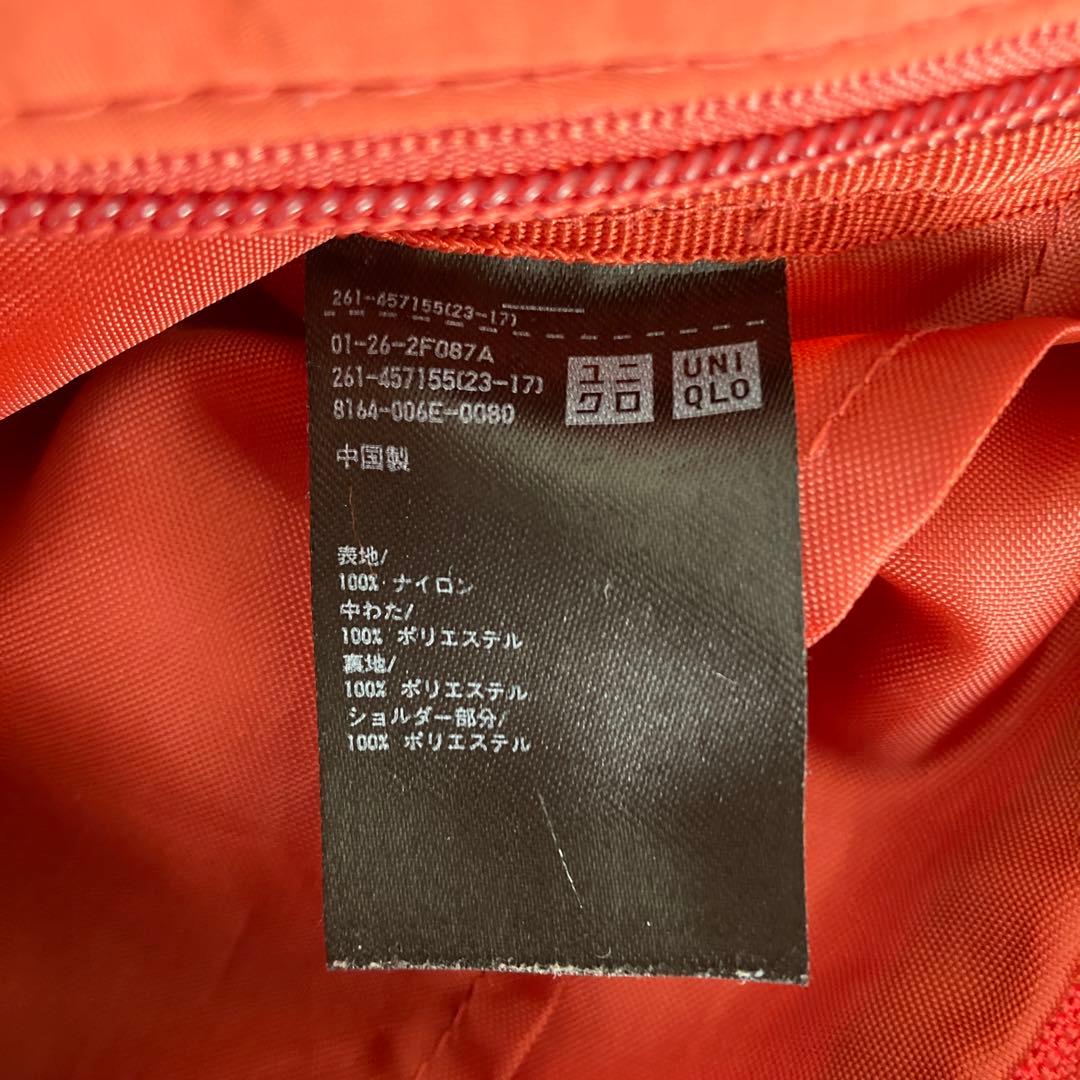 261-457155(23-17)
01-26-2F087A
261-457155(23-17)
8164-006E-0080
ユニ
クロ
UNI
QLO
中国製
表地/
100% ナイロン
中わた/
100% ポリエステル
裏地/
100% ポリエステル
ショルダー部分/
100% ポリエステル